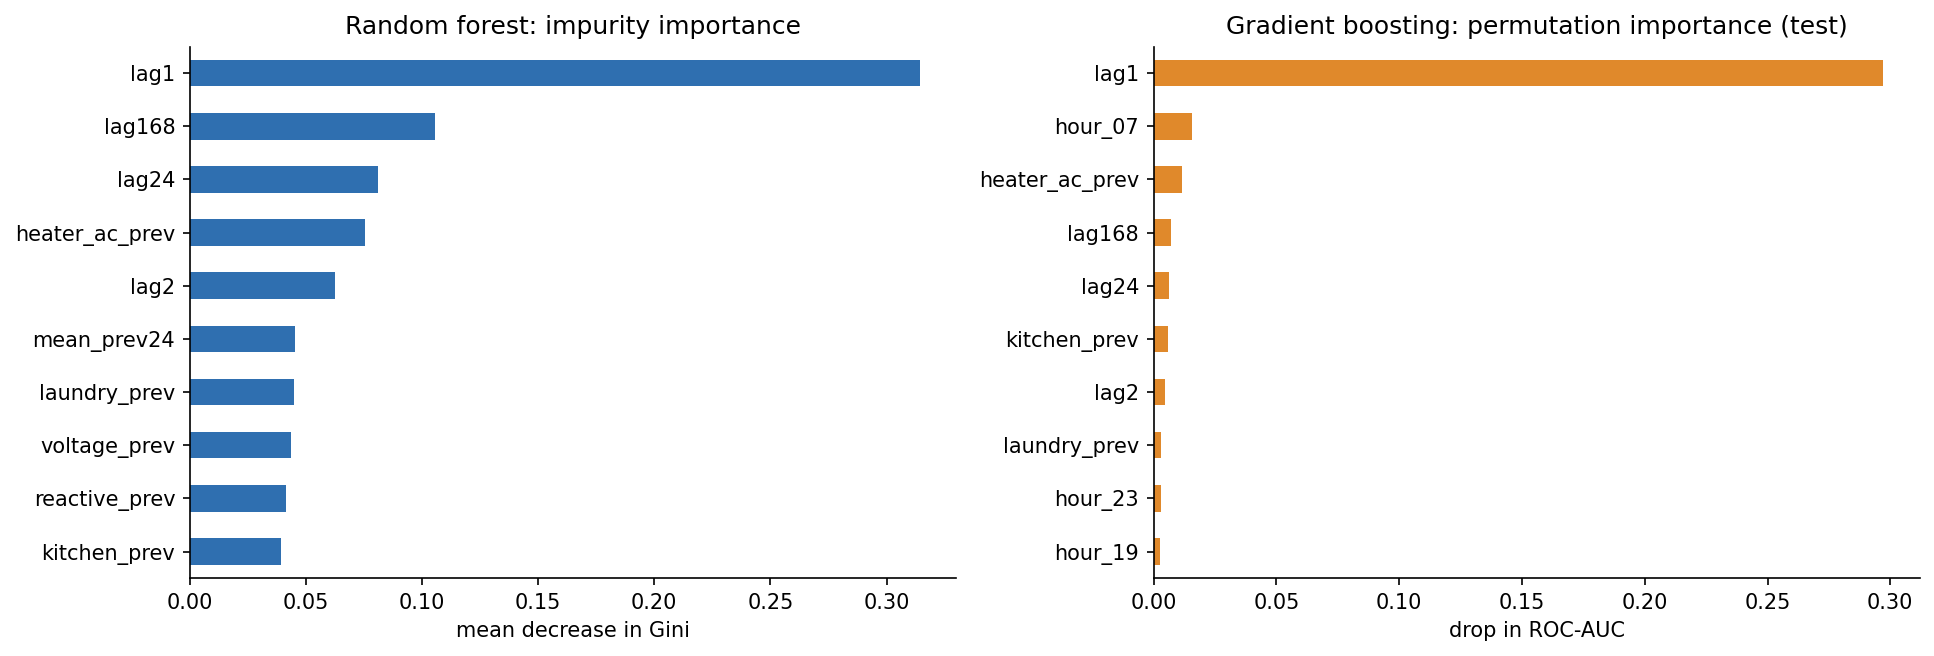 Random forest: impurity importance
lag1
lag168
lag24
heater_ac_prev
lag2
mean_prev24
laundry_prev
voltage_prev
reactive_prev
kitchen_prev
0.00 0.05 0.10 0.15 0.20 0.25 0.30
mean decrease in Gini
Gradient boosting: permutation importance (test)
lag1
hour_07
heater_ac_prev
lag168
lag24
kitchen_prev
lag2
laundry_prev
hour_23
hour_19
0.00 0.05 0.10 0.15 0.20 0.25 0.30
drop in ROC-AUC